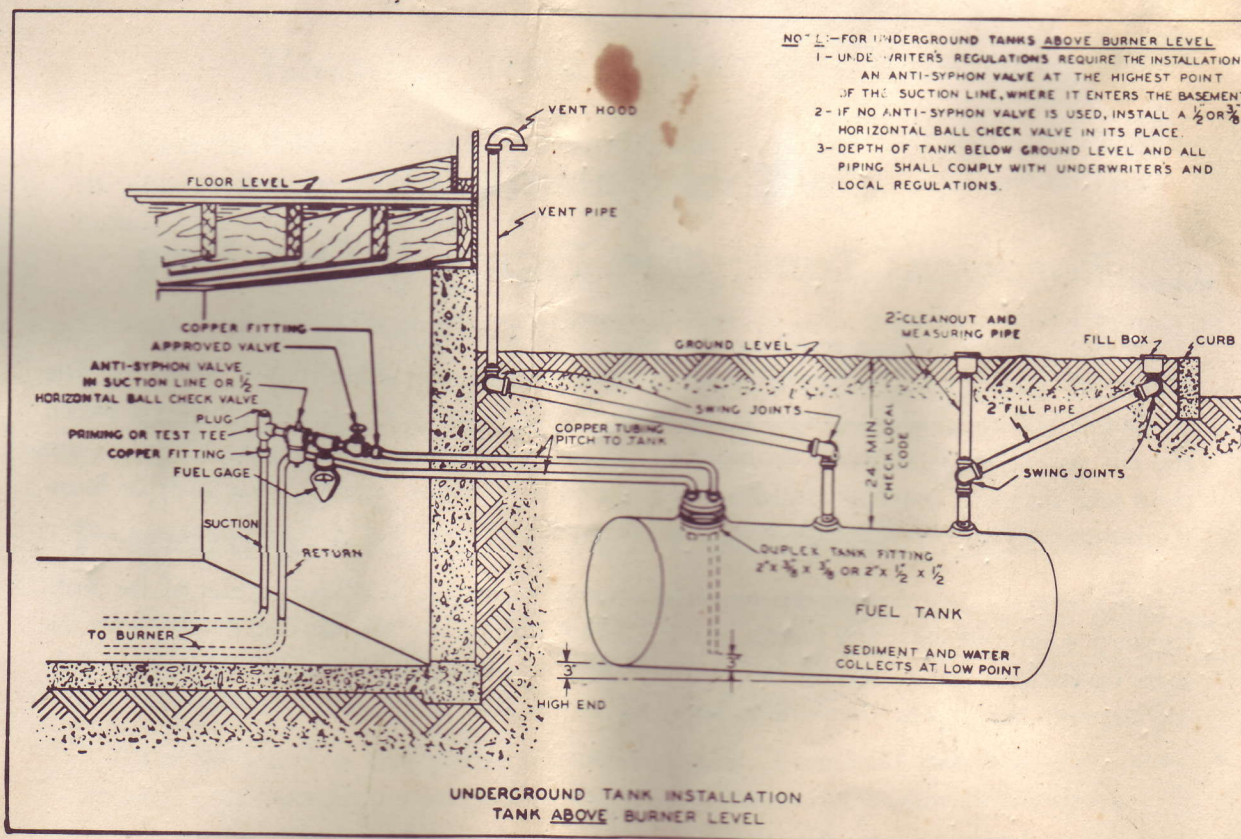 NOTE:-FOR UNDERGROUND TANKS ABOVE BURNER LEVEL
1 - UNDERWRITER'S REGULATIONS REQUIRE THE INSTALLATION
AN ANTI-SYPHON VALVE AT THE HIGHEST POINT
OF THE SUCTION LINE, WHERE IT ENTERS THE BASEMENT
2- IF NO ANTI-SYPHON VALVE IS USED, INSTALL A ½" OR ⅜"
HORIZONTAL BALL CHECK VALVE IN ITS PLACE.
3- DEPTH OF TANK BELOW GROUND LEVEL AND ALL
PIPING SHALL COMPLY WITH UNDERWRITER'S AND
LOCAL REGULATIONS.
VENT HOOD
FLOOR LEVEL
VENT PIPE
COPPER FITTING
APPROVED VALVE
ANTI-SYPHON VALVE
IN SUCTION LINE OR ½"
HORIZONTAL BALL CHECK VALVE
PLUG
PRIMING OR TEST TEE
COPPER FITTING
FUEL GAGE
SUCTION
RETURN
TO BURNER
GROUND LEVEL
2" CLEANOUT AND
MEASURING PIPE
FILL BOX
CURB
SWING JOINTS
COPPER TUBING
PITCH TO TANK
24" MIN
CHECK LOCAL
CODE
2" FILL PIPE
SWING JOINTS
DUPLEX TANK FITTING
2" x ⅜" x ⅜" OR 2" x ½" x ½"
FUEL TANK
SEDIMENT AND WATER
COLLECTS AT LOW POINT
3"
3"
HIGH END
UNDERGROUND TANK INSTALLATION
TANK ABOVE BURNER LEVEL